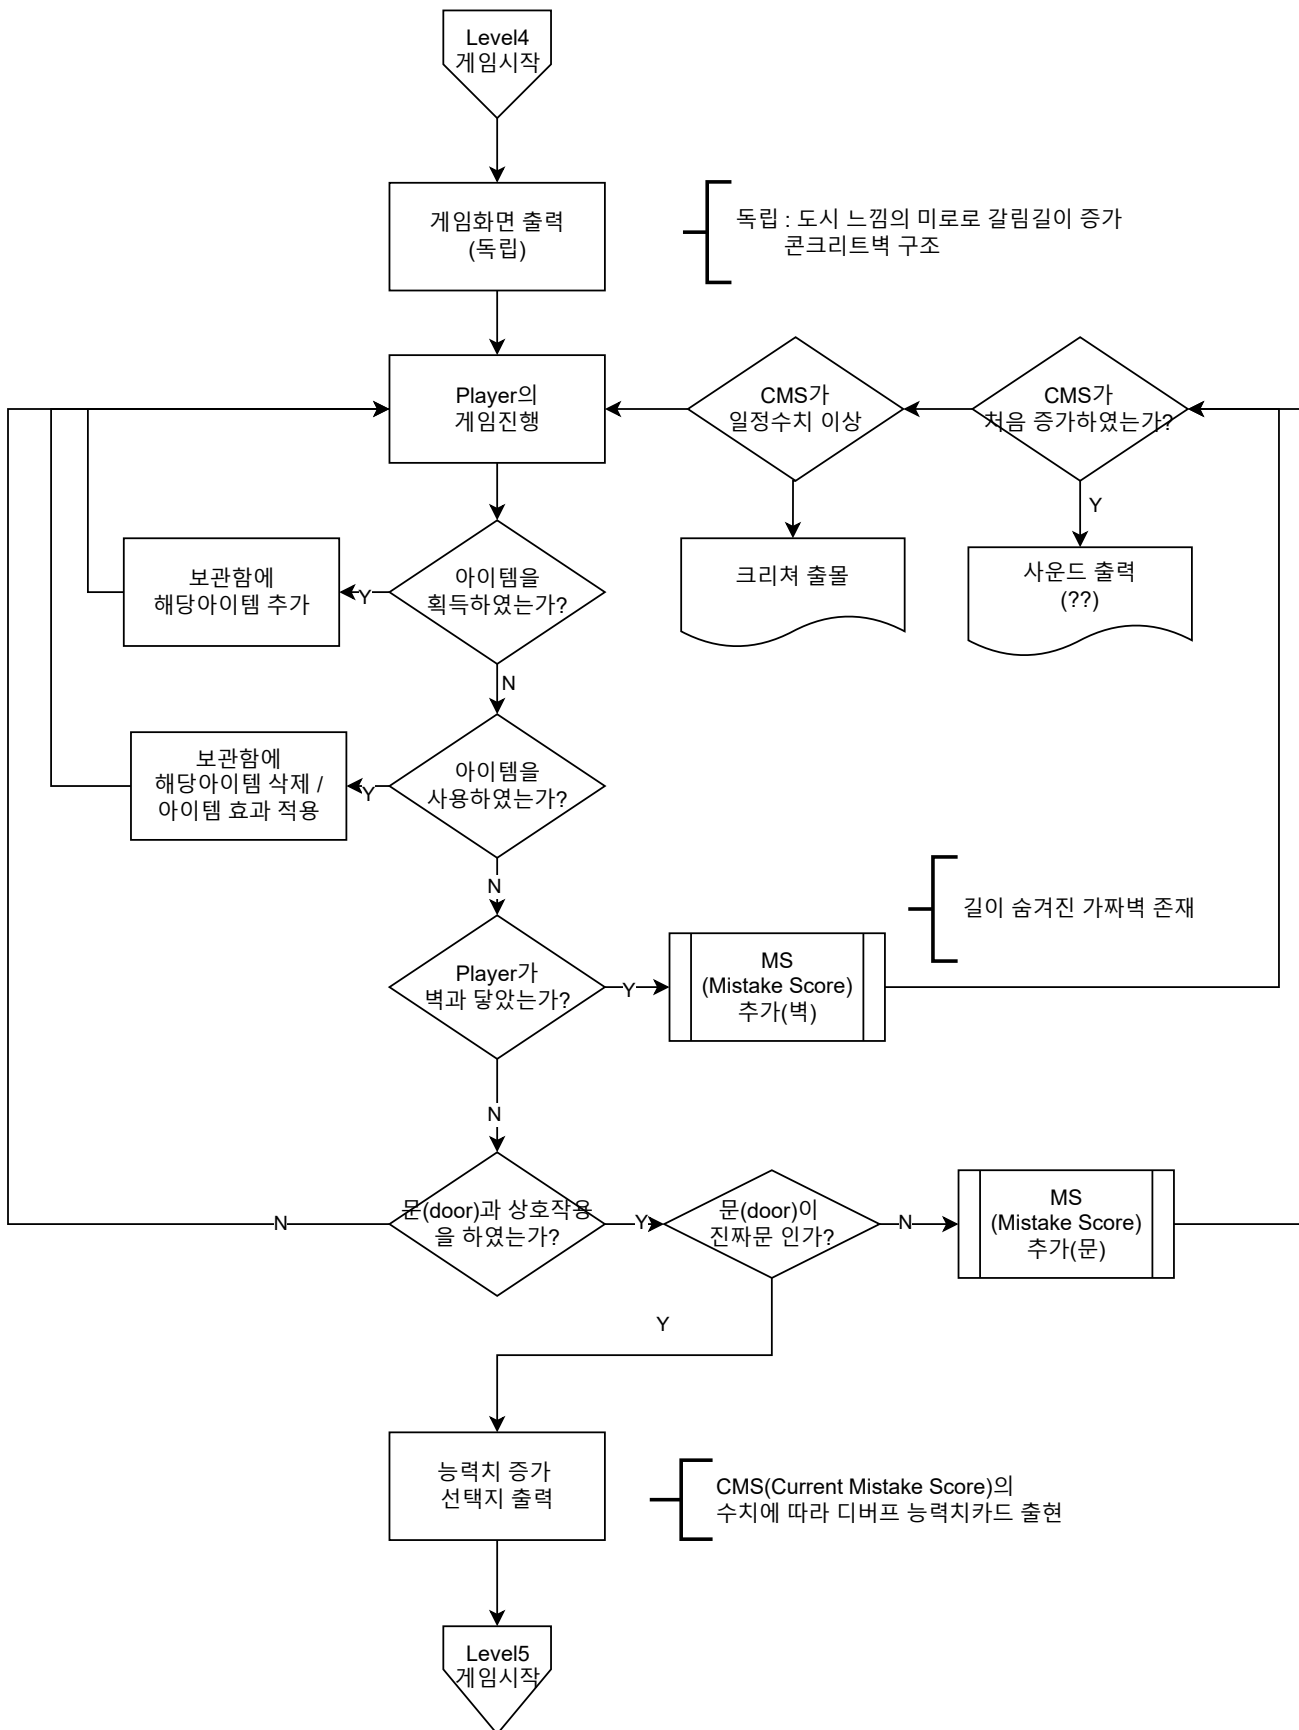 Level4
게임시작
게임화면 출력
(독립)
독립 : 도시 느낌의 미로로 갈림길이 증가
콘크리트벽 구조
Player의
게임진행
CMS가
일정수치 이상
CMS가
처음 증가하였는가?
Y
보관함에
해당아이템 추가
Y
아이템을
획득하였는가?
크리쳐 출몰
사운드 출력
(??)
N
보관함에
해당아이템 삭제 /
아이템 효과 적용
Y
아이템을
사용하였는가?
N
길이 숨겨진 가짜벽 존재
Player가
벽과 닿았는가?
Y
MS
(Mistake Score)
추가(벽)
N
N
문(door)과 상호작용
을 하였는가?
Y
문(door)이
진짜문 인가?
N
MS
(Mistake Score)
추가(문)
Y
능력치 증가
선택지 출력
CMS(Current Mistake Score)의
수치에 따라 디버프 능력치카드 출현
Level5
게임시작